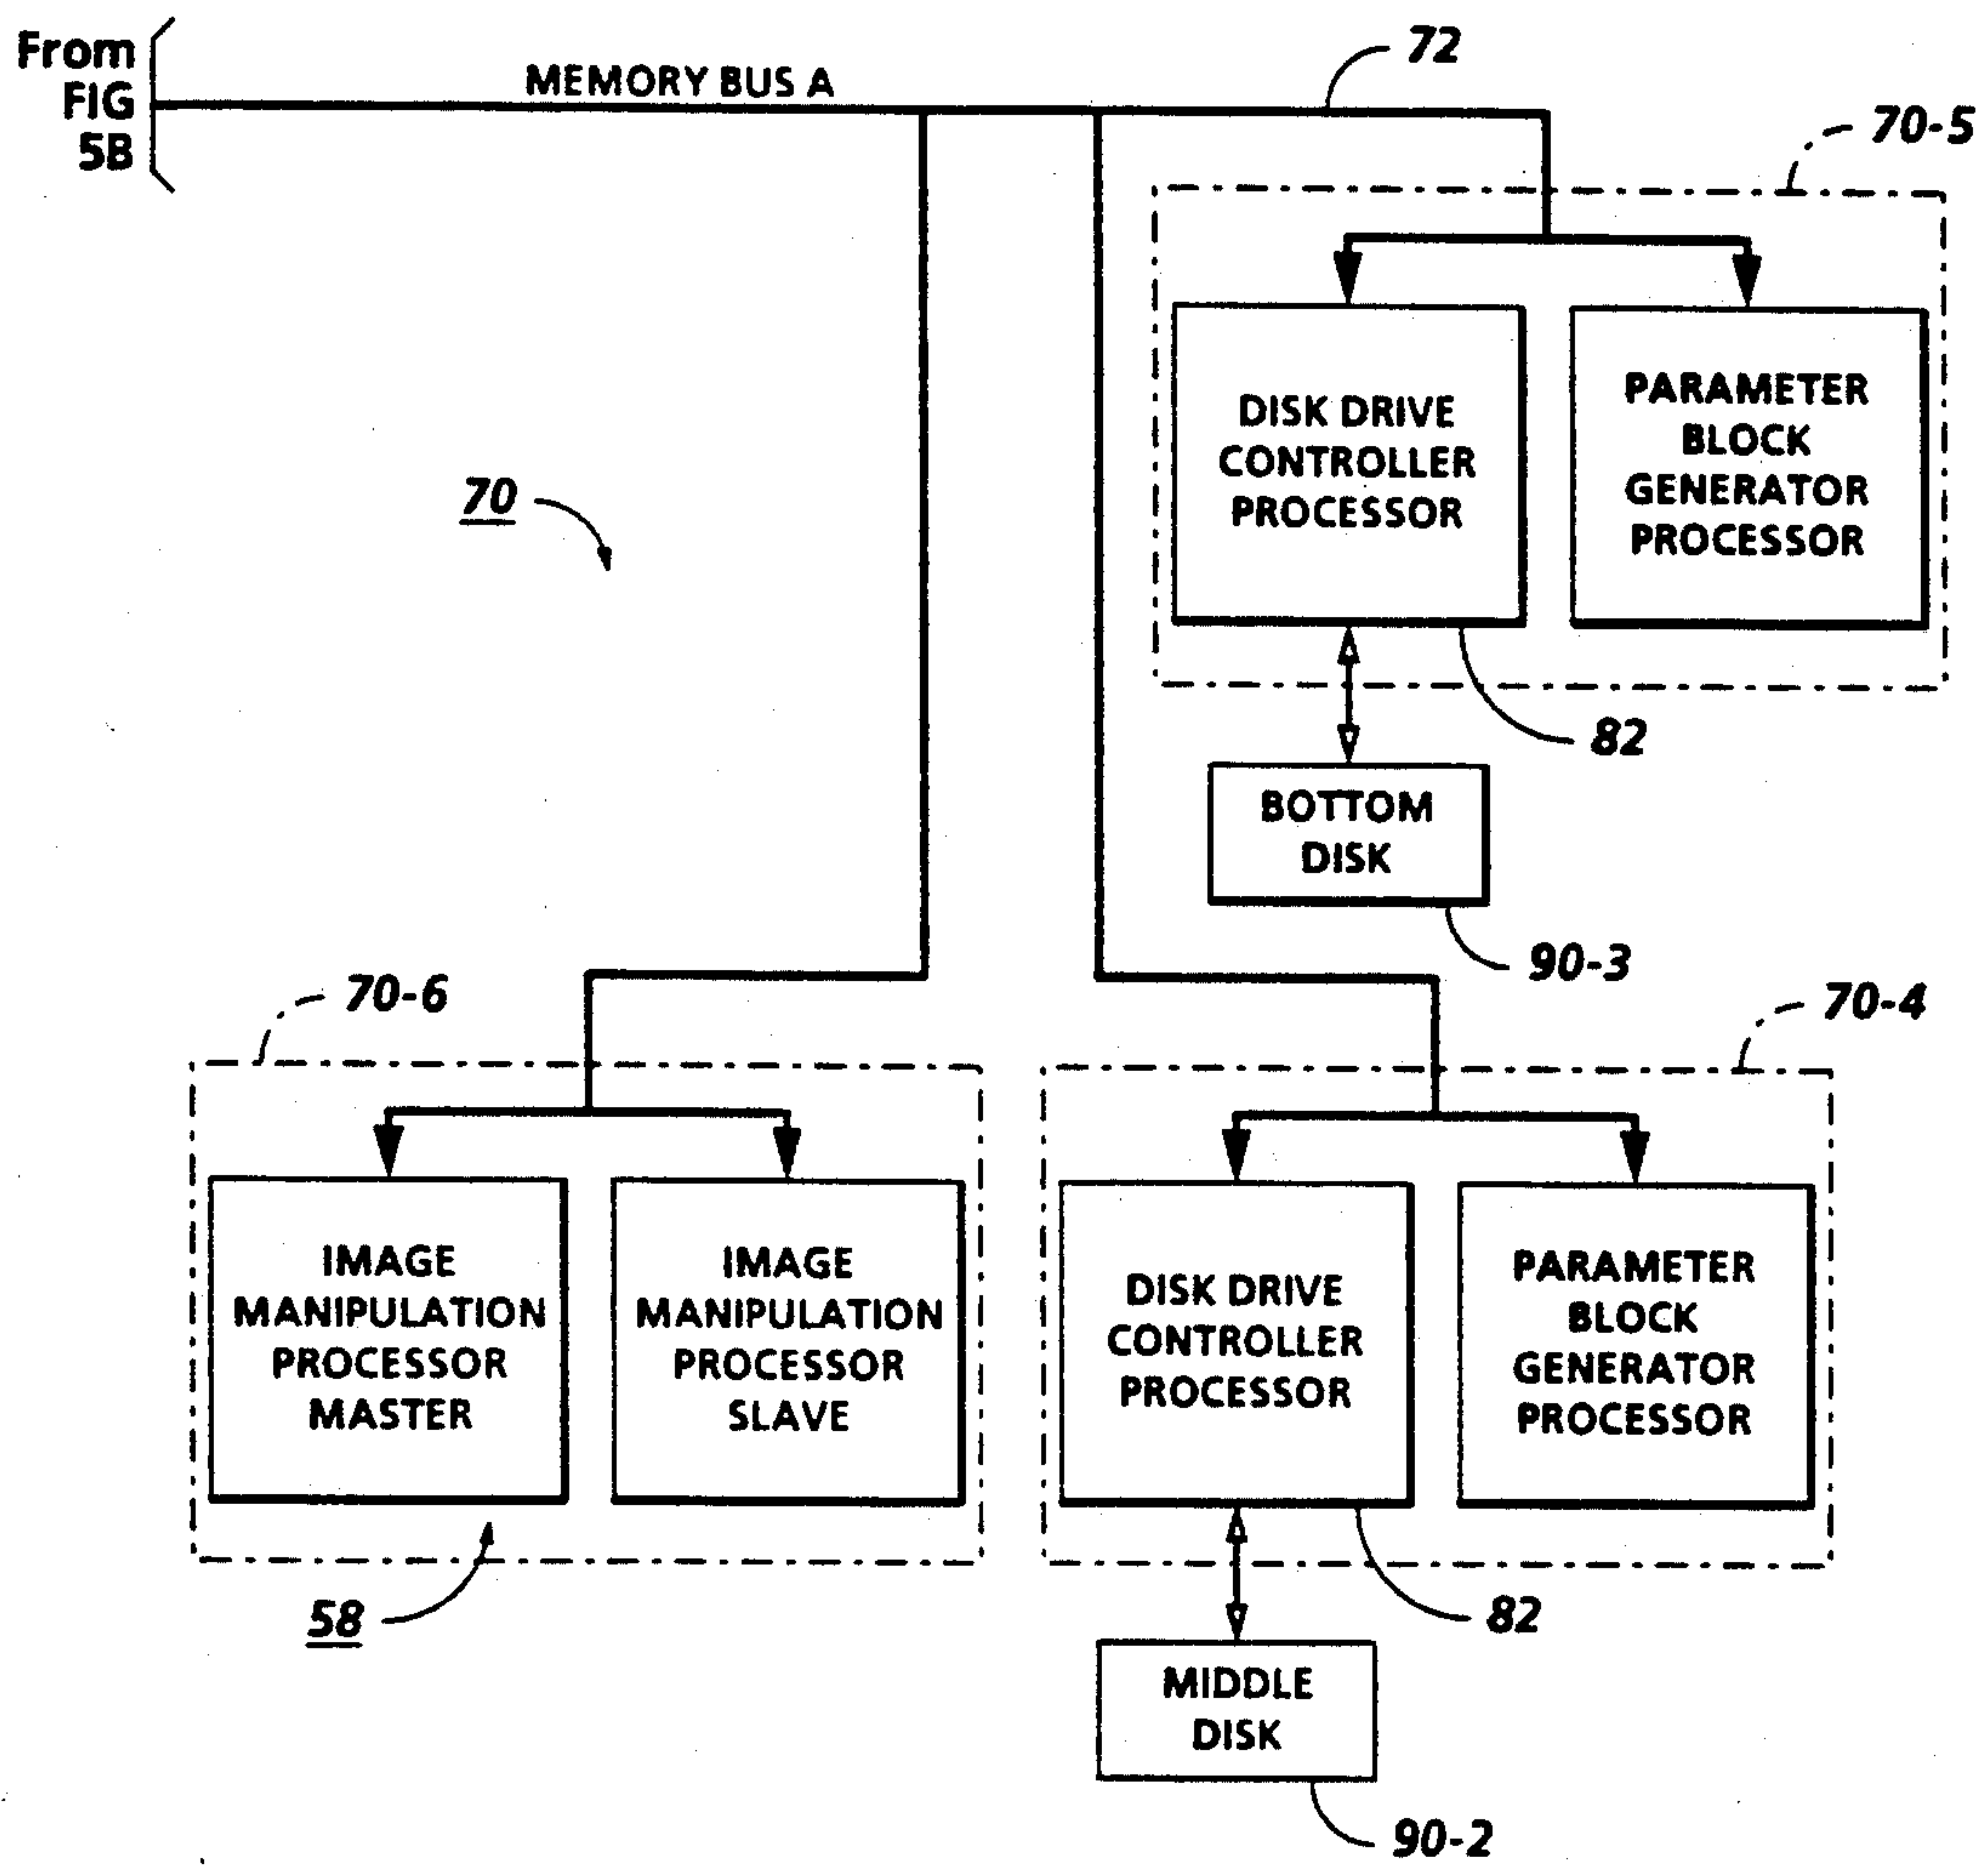 From
FIG
5B
MEMORY BUS A
72
70-5
DISK DRIVE
CONTROLLER
PROCESSOR
PARAMETER
BLOCK
GENERATOR
PROCESSOR
70
82
BOTTOM
DISK
90-3
70-6
70-4
IMAGE
MANIPULATION
PROCESSOR
MASTER
IMAGE
MANIPULATION
PROCESSOR
SLAVE
DISK DRIVE
CONTROLLER
PROCESSOR
PARAMETER
BLOCK
GENERATOR
PROCESSOR
58
82
MIDDLE
DISK
90-2